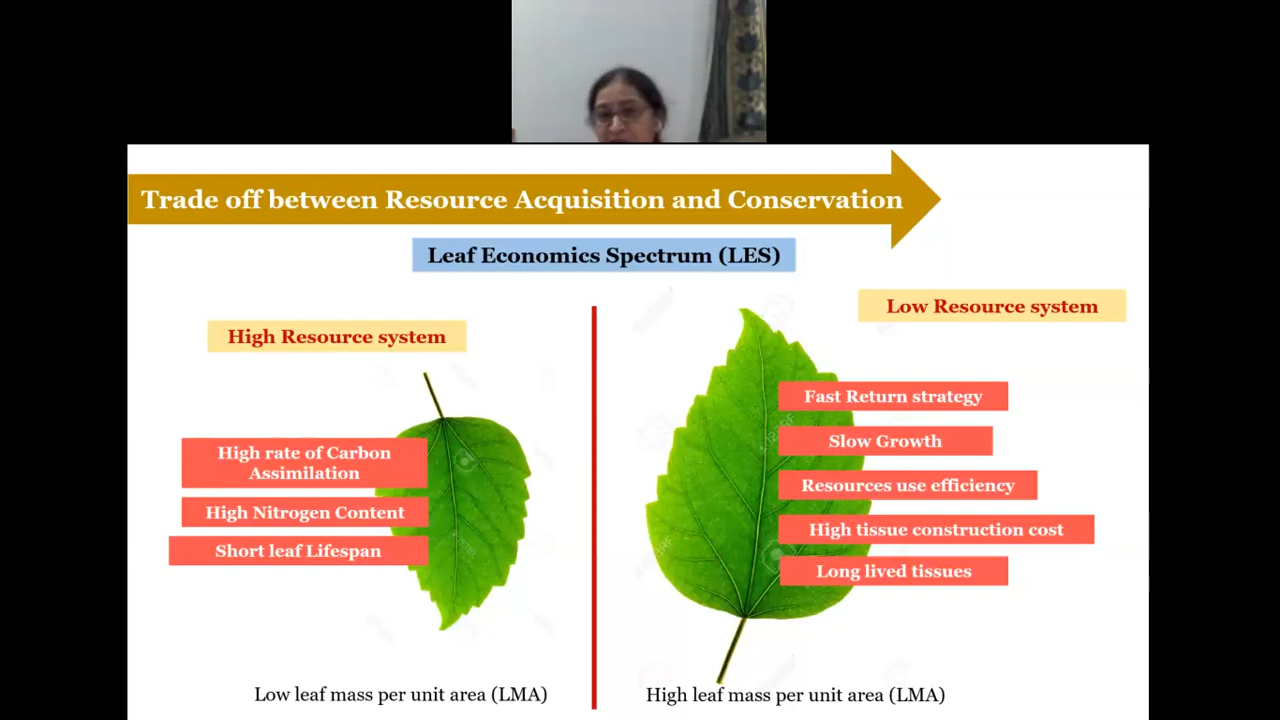 Trade off between Resource Acquisition and Conservation
Leaf Economics Spectrum (LES)
High Resource system
High rate of Carbon
Assimilation
High Nitrogen Content
Short leaf Lifespan
Low leaf mass per unit area (LMA)
Low Resource system
Fast Return strategy
Slow Growth
Resources use efficiency
High tissue construction cost
Long lived tissues
High leaf mass per unit area (LMA)